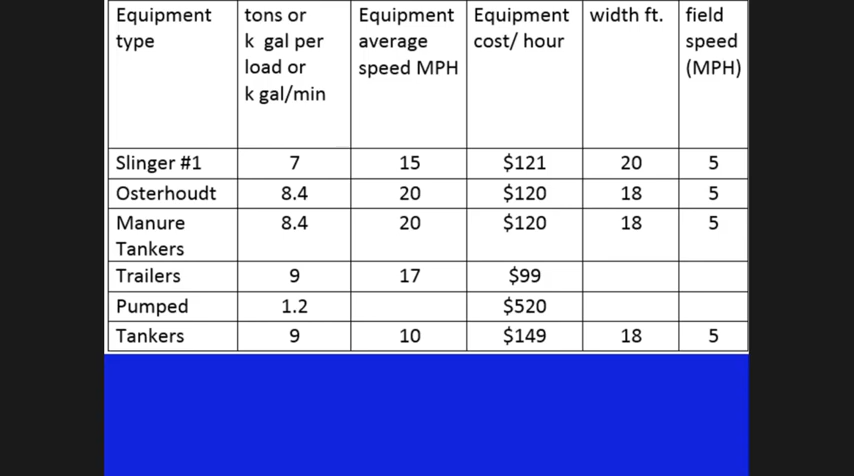 Equipment type | tons or k gal per load or k gal/min | Equipment average speed MPH | Equipment cost/ hour | width ft. | field speed (MPH)
Slinger #1 | 7 | 15 | $121 | 20 | 5
Osterhoudt | 8.4 | 20 | $120 | 18 | 5
Manure Tankers | 8.4 | 20 | $120 | 18 | 5
Trailers | 9 | 17 | $99
Pumped | 1.2 | $520
Tankers | 9 | 10 | $149 | 18 | 5